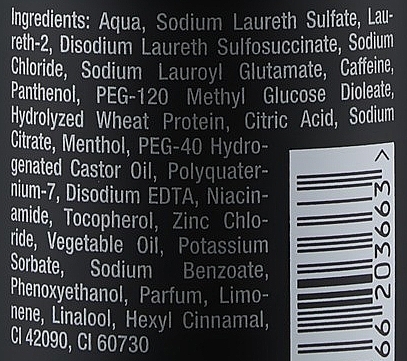 Ingredients: Aqua, Sodium Laureth Sulfate, Lau-
reth-2, Disodium Laureth Sulfosuccinate, Sodium
Chloride, Sodium Lauroyl Glutamate, Caffeine,
Panthenol, PEG-120 Methyl Glucose Dioleate,
Hydrolyzed Wheat Protein, Citric Acid, Sodium
Citrate, Menthol, PEG-40 Hydro-
genated Castor Oil, Polyquater-
nium-7, Disodium EDTA, Niacin-
amide, Tocopherol, Zinc Chlo-
ride, Vegetable Oil, Potassium
Sorbate, Sodium Benzoate,
Phenoxyethanol, Parfum, Limo-
nene, Linalool, Hexyl Cinnamal,
CI 42090, CI 60730
66203663 >